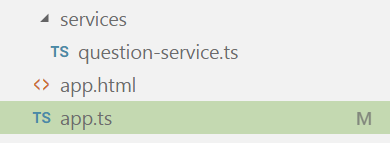 services
TS question-service.ts
<> app.html
TS app.ts M